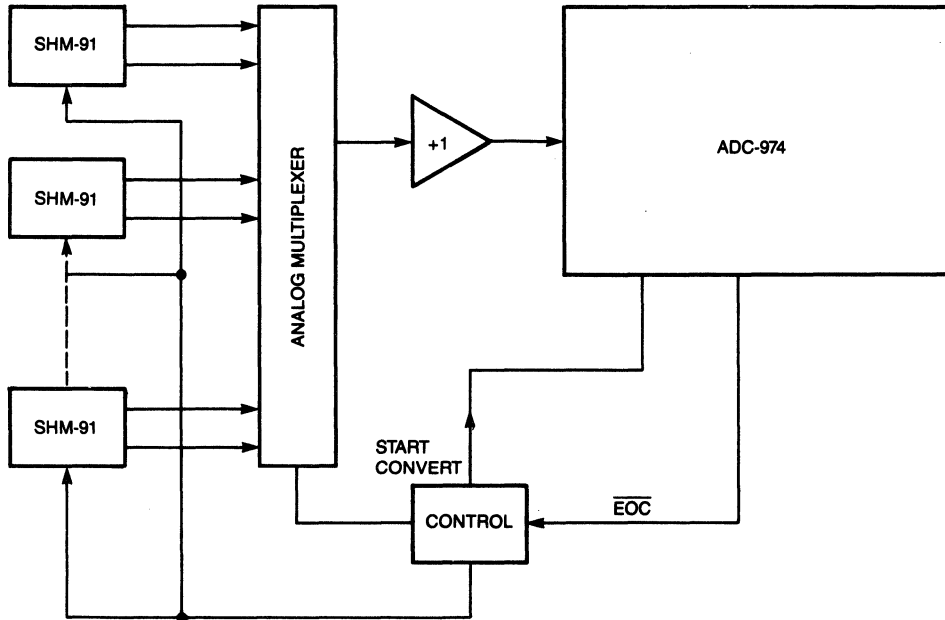 SHM-91
SHM-91
SHM-91
ANALOG MULTIPLEXER
+1
ADC-974
START
CONVERT
CONTROL
EOC